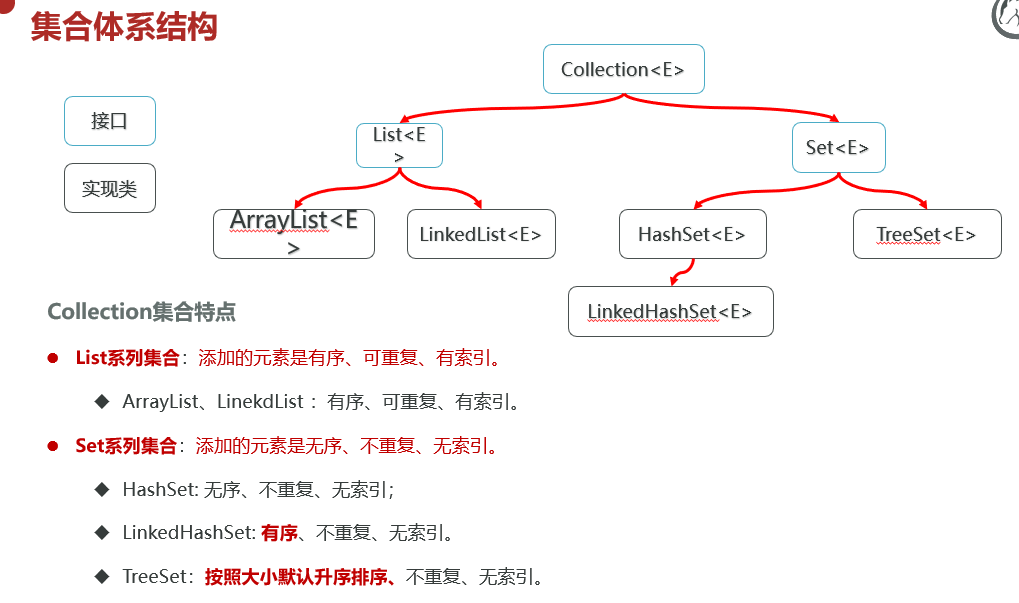 集合体系结构
Collection<E>
接口
List<E
>
Set<E>
实现类
ArrayList<E
>
LinkedList<E>
HashSet<E>
TreeSet<E>
LinkedHashSet<E>
Collection集合特点
● List系列集合：添加的元素是有序、可重复、有索引。
◆ ArrayList、LinekdList ：有序、可重复、有索引。
● Set系列集合：添加的元素是无序、不重复、无索引。
◆ HashSet: 无序、不重复、无索引；
◆ LinkedHashSet: 有序、不重复、无索引。
◆ TreeSet：按照大小默认升序排序、不重复、无索引。